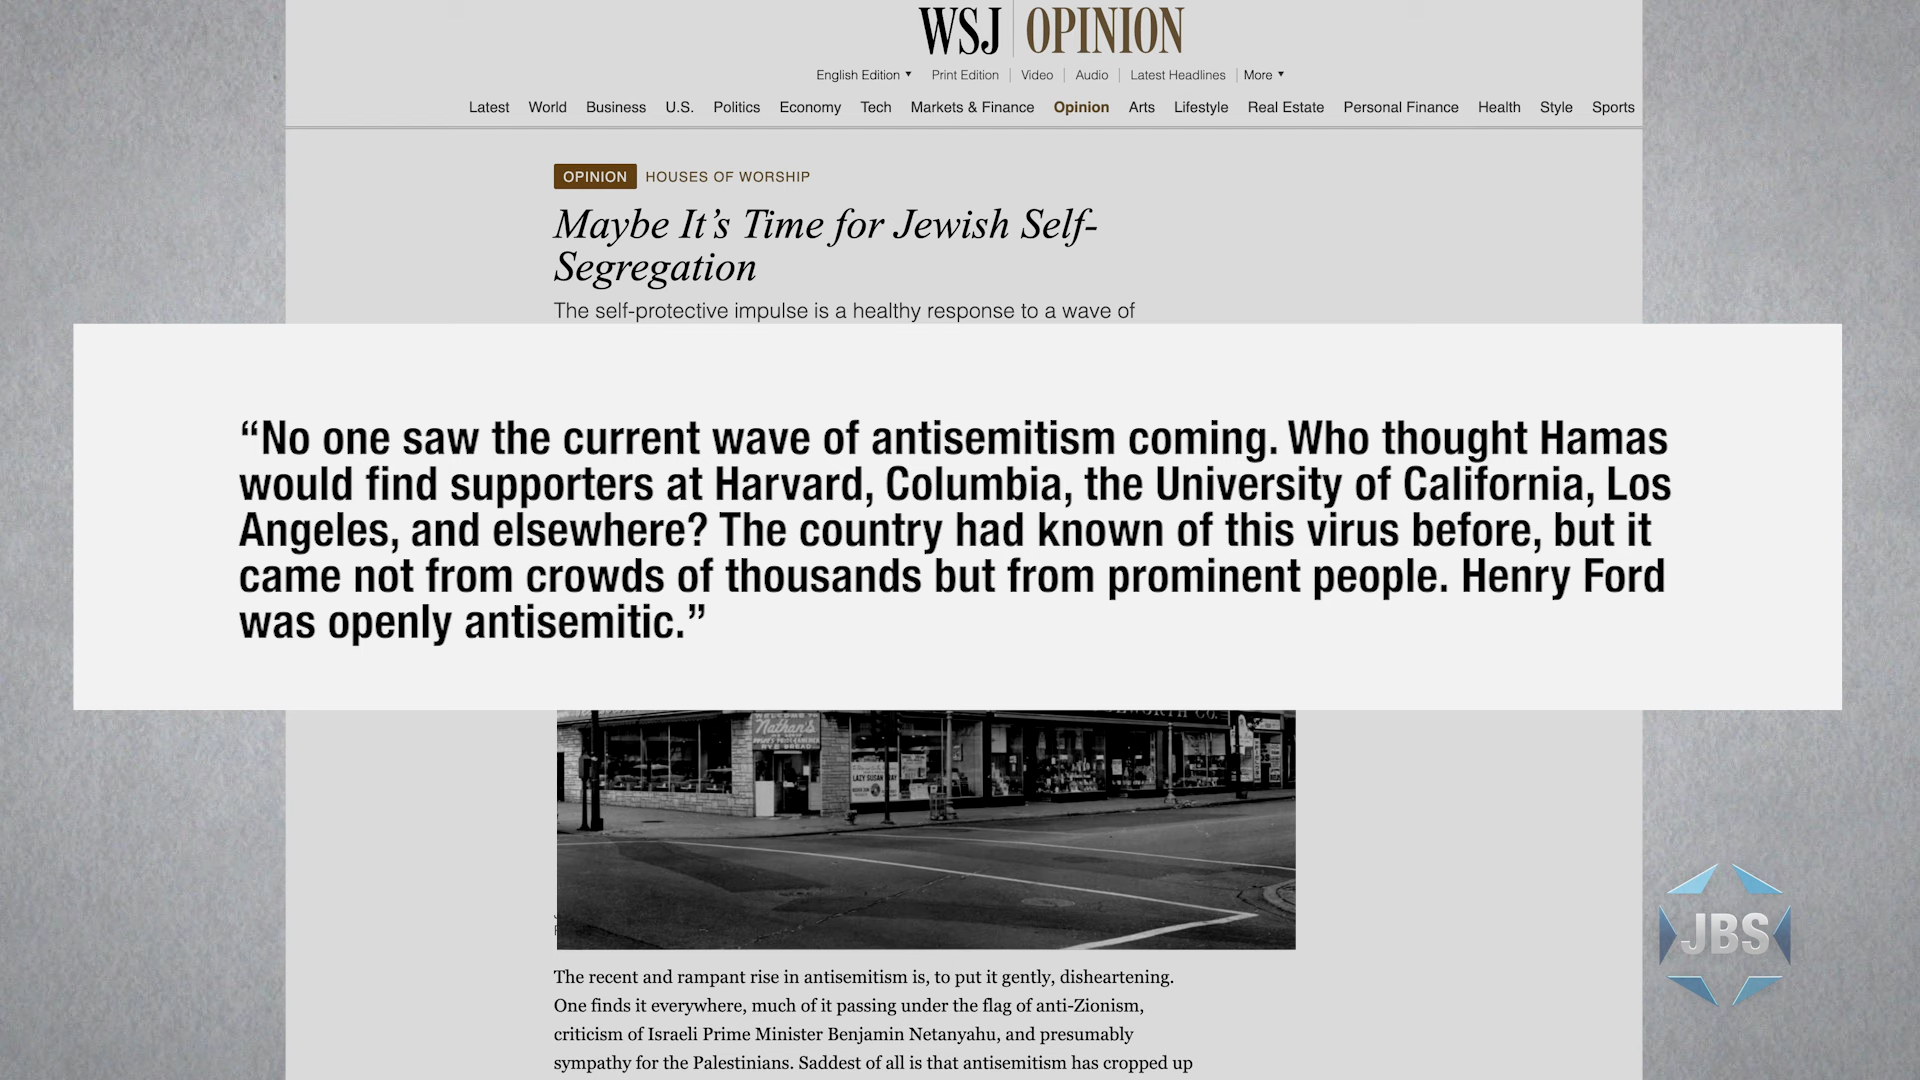 WSJ OPINION
English Edition Print Edition Video Audio Latest Headlines More
Latest World Business U.S. Politics Economy Tech Markets & Finance Opinion Arts Lifestyle Real Estate Personal Finance Health Style Sports
OPINION HOUSES OF WORSHIP
Maybe It's Time for Jewish Self-
Segregation
The self-protective impulse is a healthy response to a wave of
“No one saw the current wave of antisemitism coming. Who thought Hamas
would find supporters at Harvard, Columbia, the University of California, Los
Angeles, and elsewhere? The country had known of this virus before, but it
came not from crowds of thousands but from prominent people. Henry Ford
was openly antisemitic.”
Nathan's
RYE BREAD
LAZY SUSAN
JBS
The recent and rampant rise in antisemitism is, to put it gently, disheartening.
One finds it everywhere, much of it passing under the flag of anti-Zionism,
criticism of Israeli Prime Minister Benjamin Netanyahu, and presumably
sympathy for the Palestinians. Saddest of all is that antisemitism has cropped up